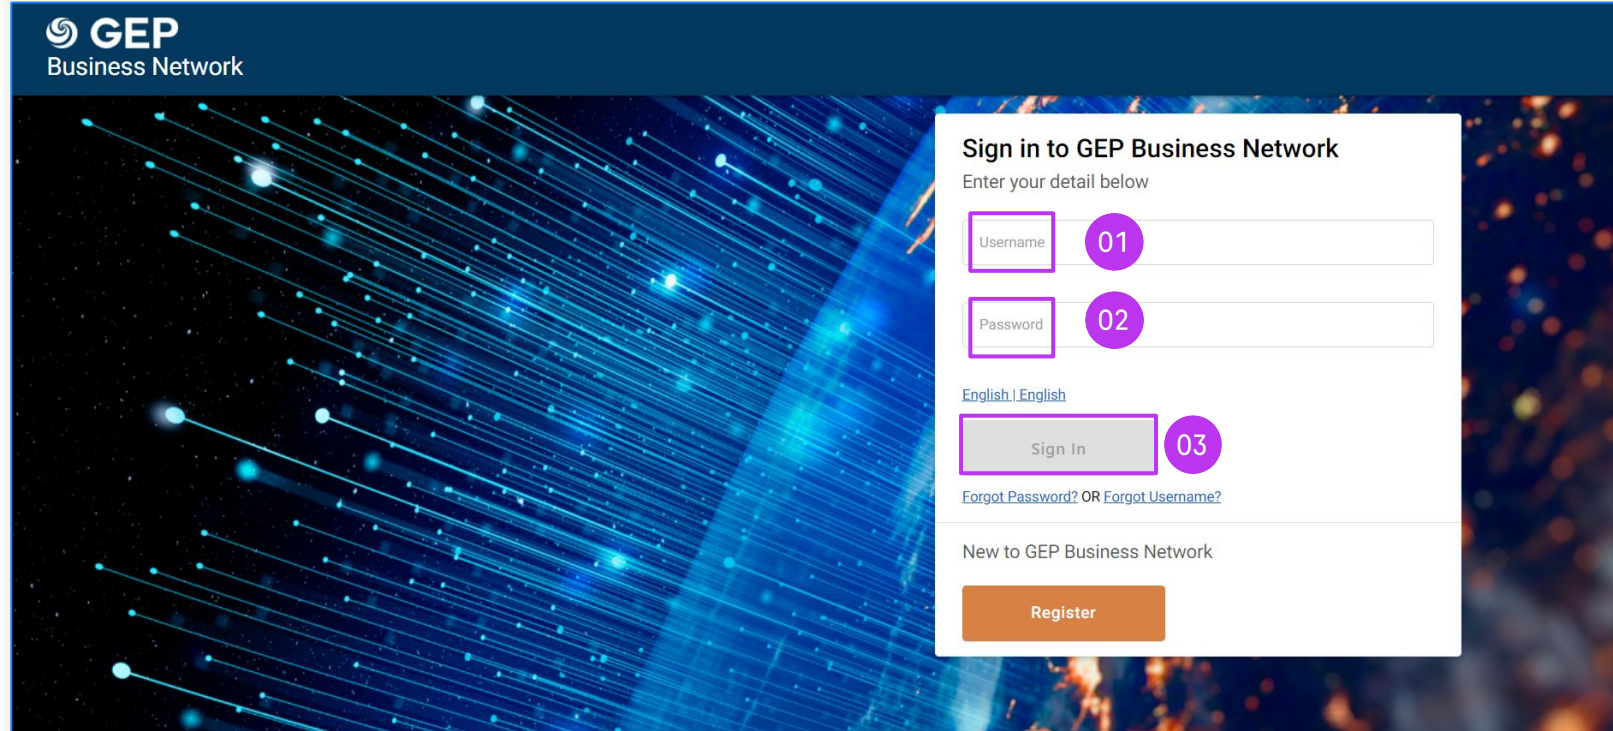 GEP
Business Network
Sign in to GEP Business Network
Enter your detail below
Username
01
Password
02
English | English
Sign In
03
Forgot Password? OR Forgot Username?
New to GEP Business Network
Register